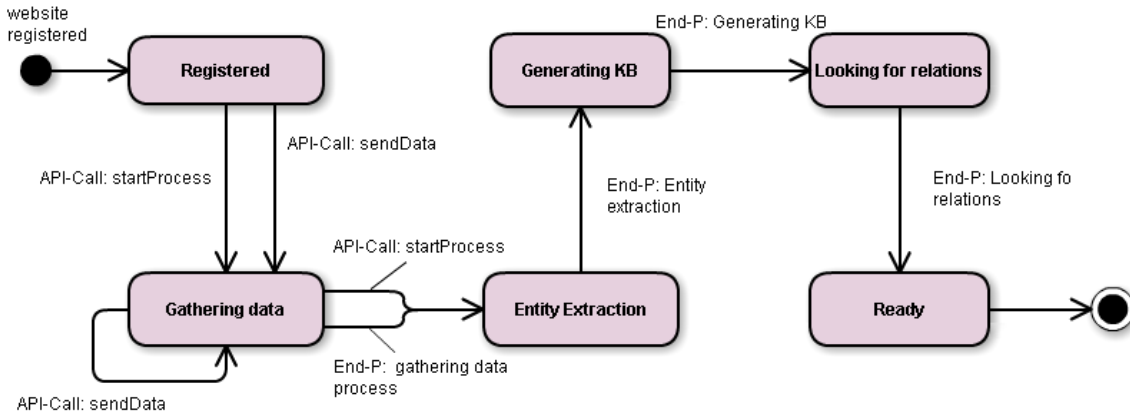 website
registered
End-P: Generating KB
Registered
Generating KB
Looking for relations
API-Call: sendData
API-Call: startProcess
End-P: Entity
extraction
End-P: Looking fo
relations
API-Call: startProcess
Gathering data
Entity Extraction
Ready
End-P:  gathering data
process
API-Call: sendData